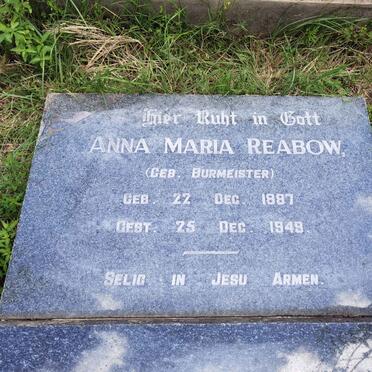 Hier Ruht in Gott
ANNA MARIA REABOW,
(GEB. BURMEISTER)
GEB. 22 DEC. 1887
GEST. 25 DEC. 1949.
SELIG IN JESU ARMEN.